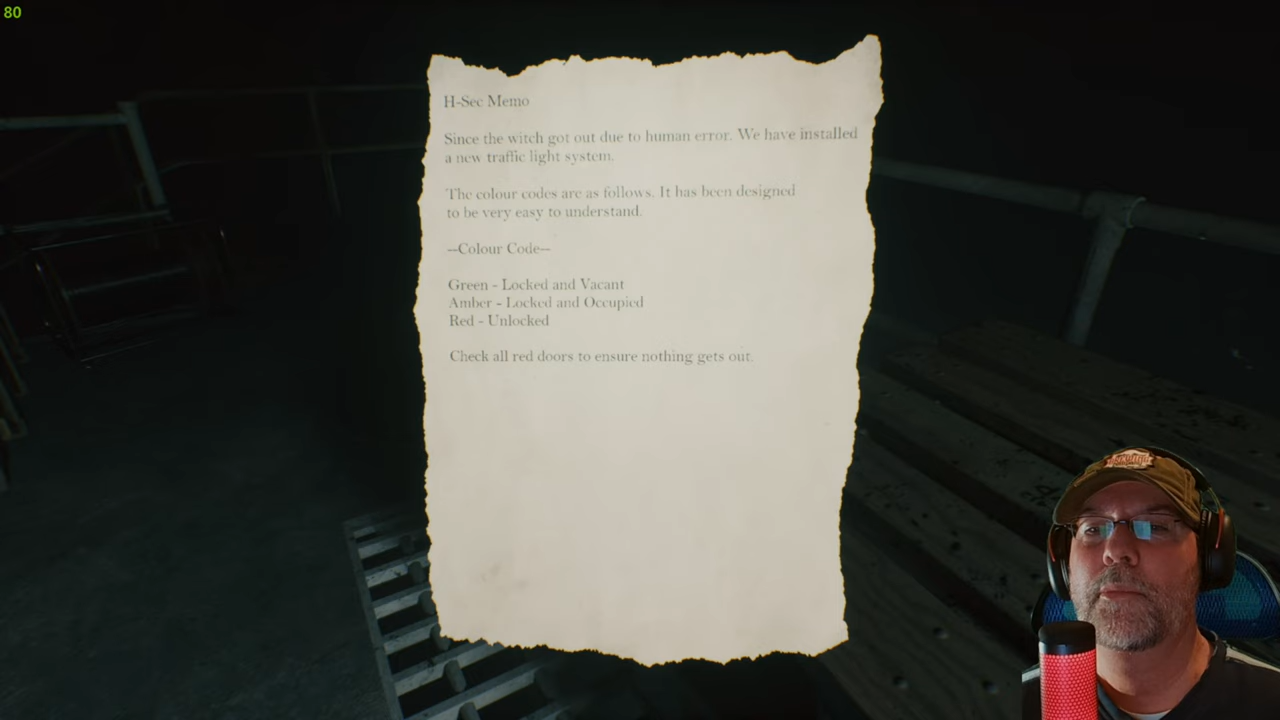 80
H-Sec Memo
Since the witch got out due to human error. We have installed
a new traffic light system.
The colour codes are as follows. It has been designed
to be very easy to understand.
--Colour Code--
Green - Locked and Vacant
Amber - Locked and Occupied
Red - Unlocked
Check all red doors to ensure nothing gets out.